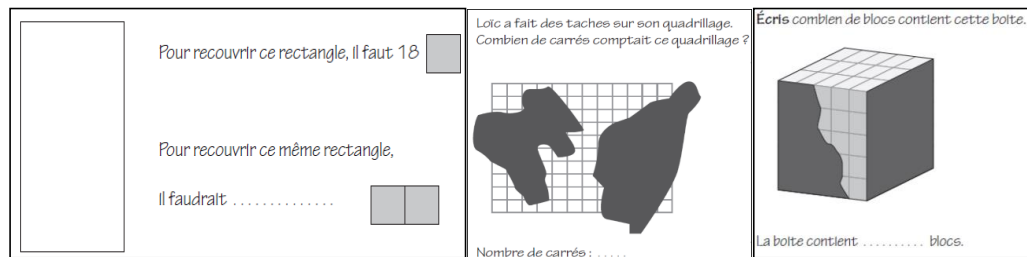 Pour recouvrir ce rectangle, il faut 18
Pour recouvrir ce même rectangle,
Il faudrait . . . . . . . . . . . . . .
Loïc a fait des taches sur son quadrillage.
Combien de carrés comptait ce quadrillage ?
Nombre de carrés : . . . . .
Écris combien de blocs contient cette boite.
La boite contient . . . . . . . . . . blocs.